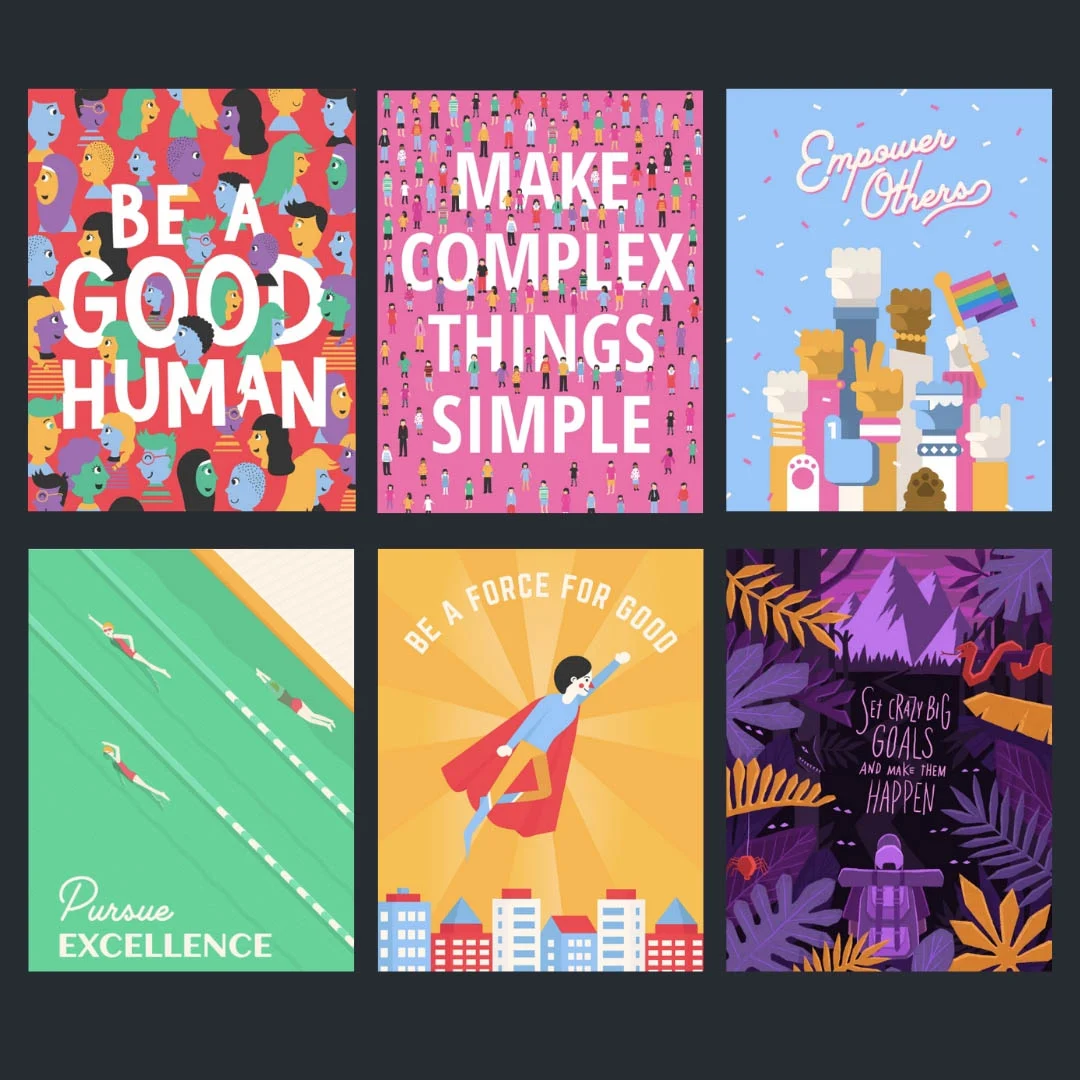 BE A
GOOD
HUMAN
MAKE
COMPLEX
THINGS
SIMPLE
Empower
Others
1
Pursue
EXCELLENCE
BE A FORCE FOR GOOD
SET CRAZY BIG
GOALS
AND MAKE THEM
HAPPEN